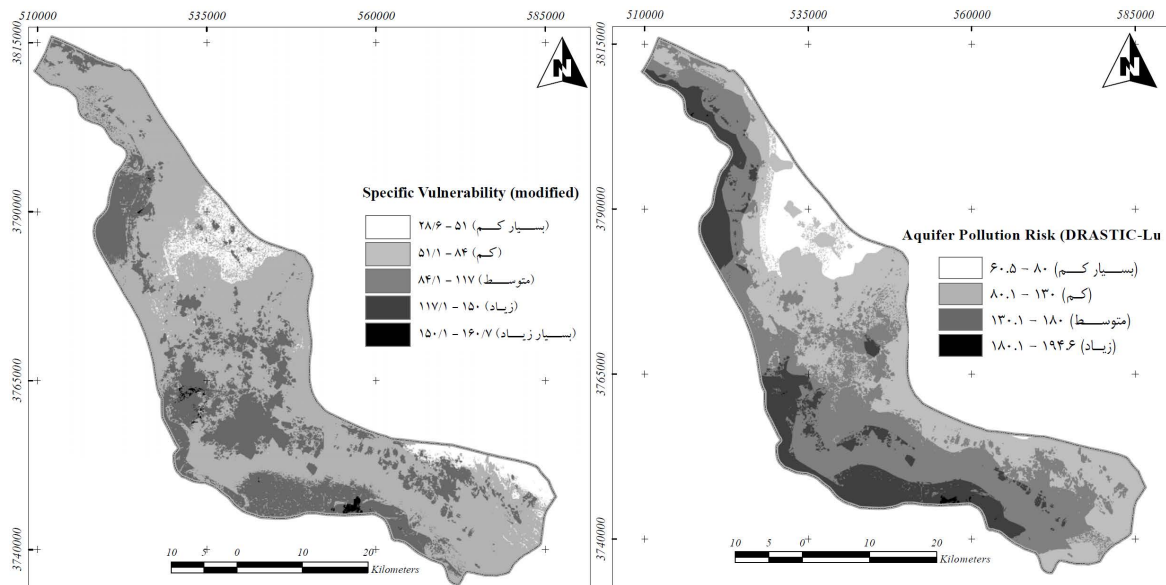 510000 535000 560000 585000
3815000
3790000
3765000
3740000
N
Specific Vulnerability (modified)
۲۸/۶ - ۵۱ (بسیار کم)
۵۱/۱ - ۸۴ (کم)
۸۴/۱ - ۱۱۷ (متوسط)
۱۱۷/۱ - ۱۵۰ (زیاد)
۱۵۰/۱ - ۱۶۰/۷ (بسیار زیاد)
10 5 0 10 20
Kilometers
510000 535000 560000 585000
3815000
3790000
3765000
3740000
N
Aquifer Pollution Risk (DRASTIC-Lu
۶۰.۵ - ۸۰ (بسیار کم)
۸۰.۱ - ۱۳۰ (کم)
۱۳۰.۱ - ۱۸۰ (متوسط)
۱۸۰.۱ - ۱۹۴.۶ (زیاد)
10 5 0 10 20
Kilometers